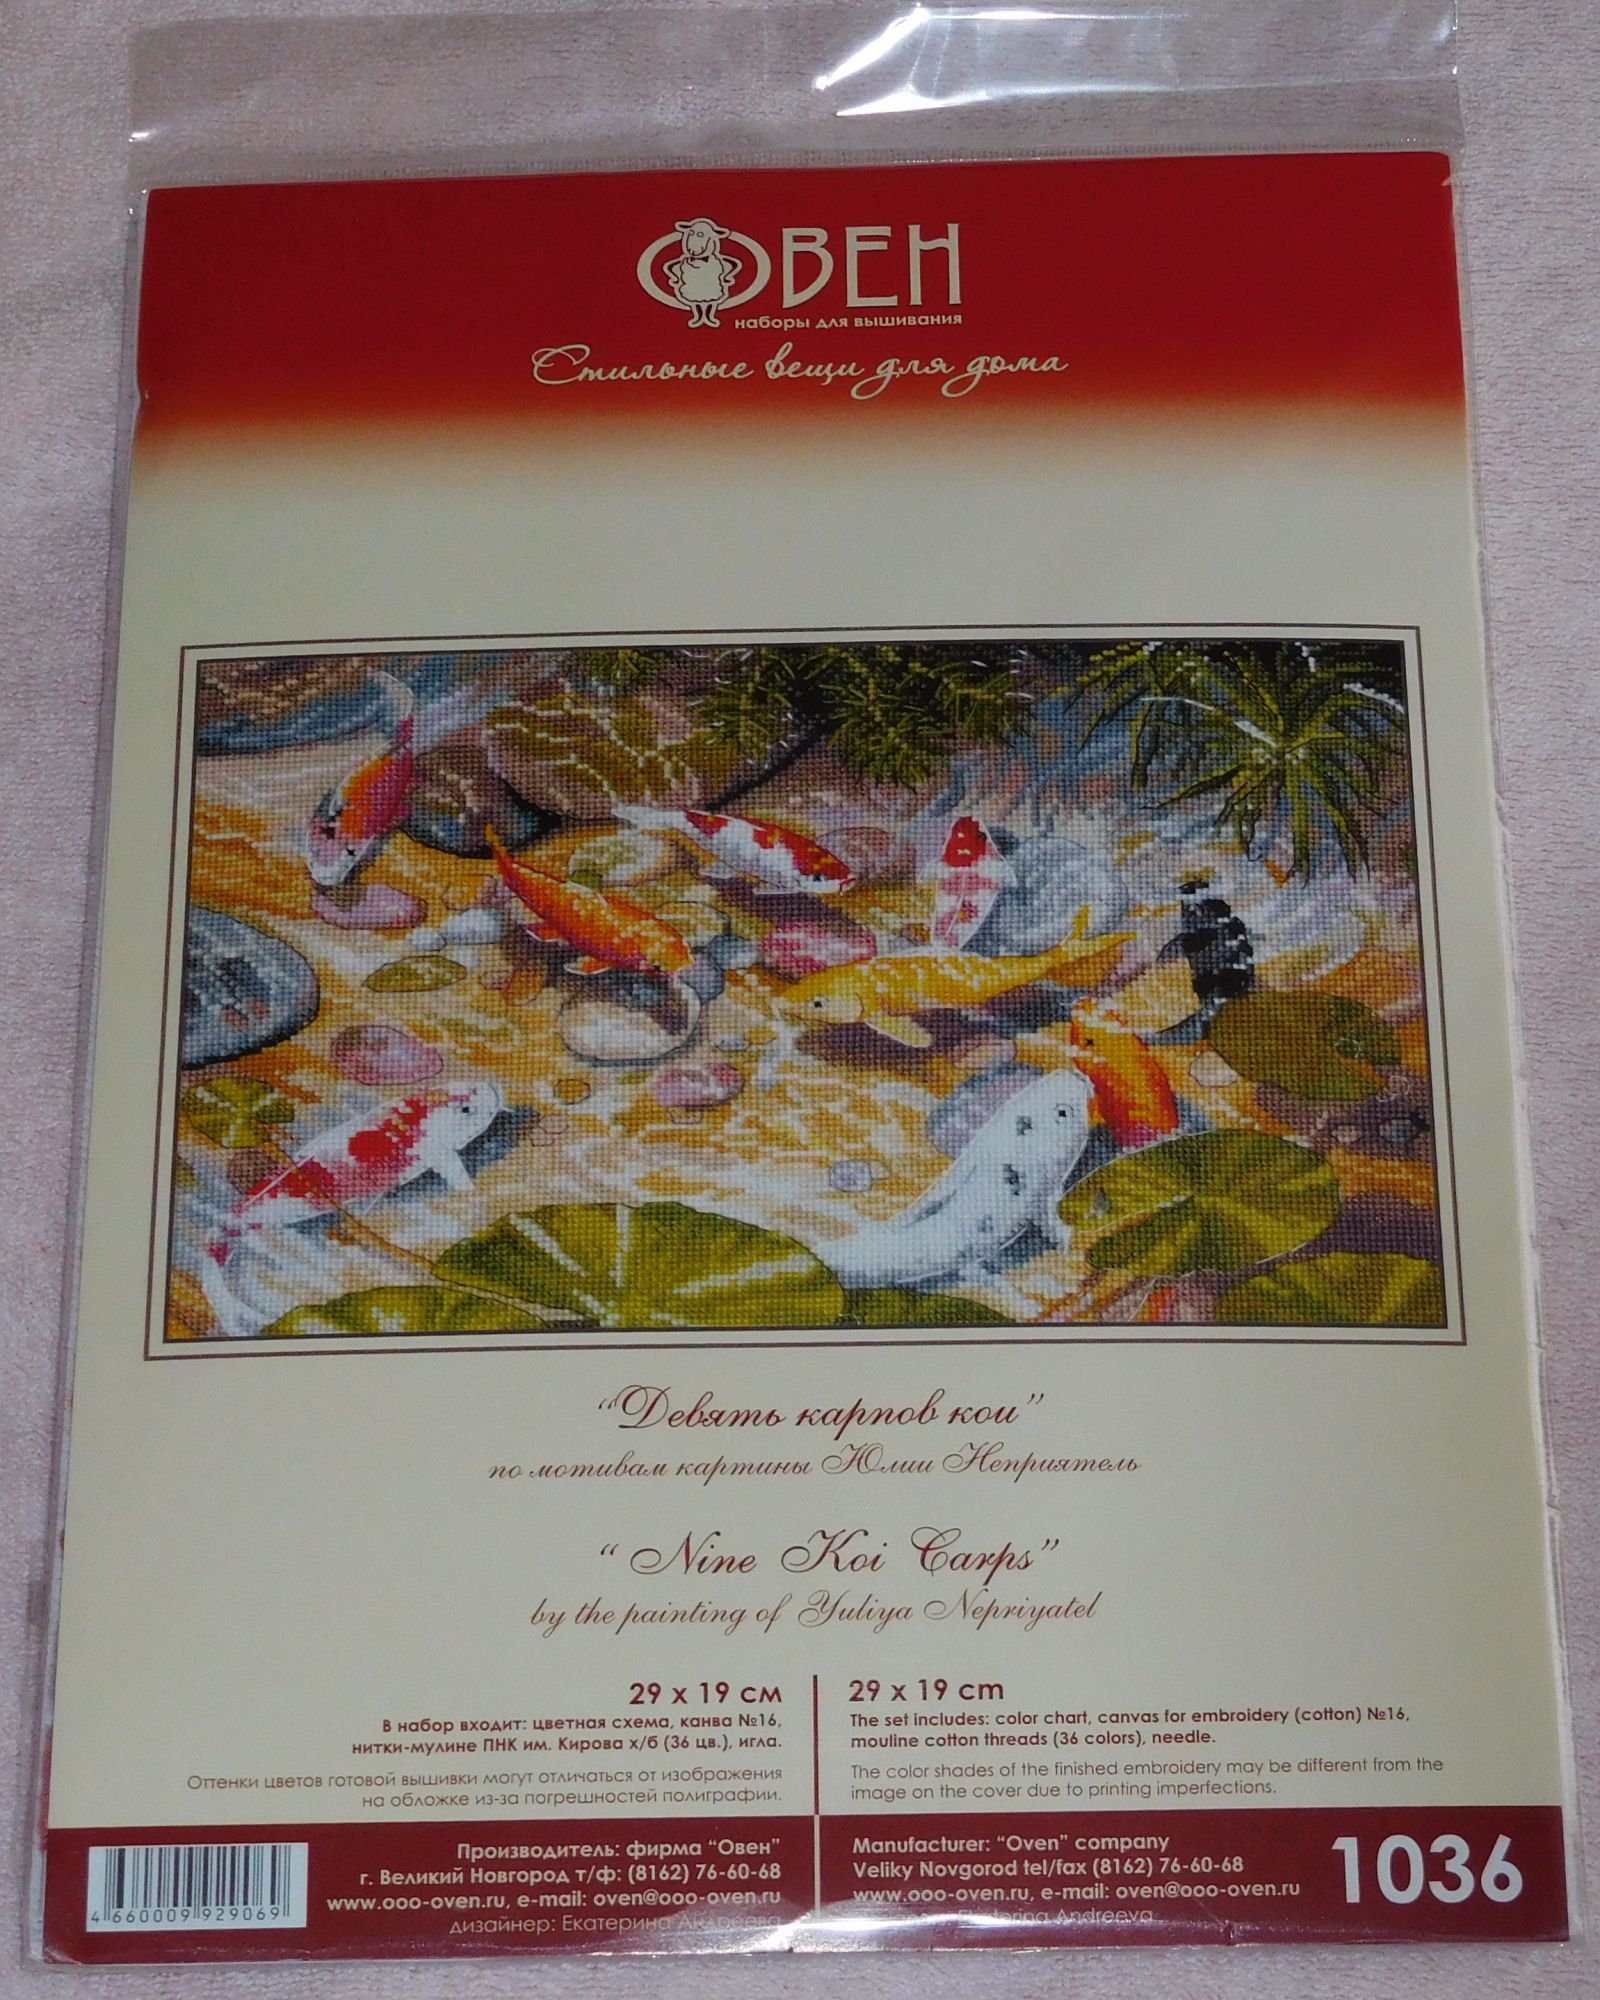 ОВЕН
наборы для вышивания
Стильные вещи для дома
“Девять карпов кои”
по мотивам картины Юлии Неприятель
“ Nine Koi Carps”
by the painting of Yuliya Nepriyatel
29 х 19 см
В набор входит: цветная схема, канва №16,
нитки-мулине ПНК им. Кирова х/б (36 цв.), игла.
Оттенки цветов готовой вышивки могут отличаться от изображения
на обложке из-за погрешностей полиграфии.
29 x 19 cm
The set includes: color chart, canvas for embroidery (cotton) №16,
mouline cotton threads (36 colors), needle.
The color shades of the finished embroidery may be different from the
image on the cover due to printing imperfections.
4 660009 929069
Производитель: фирма “Овен”
г. Великий Новгород т/ф: (8162) 76-60-68
www.ooo-oven.ru, e-mail: oven@ooo-oven.ru
дизайнер: Екатерина Андреева
Manufacturer: “Oven” company
Veliky Novgorod tel/fax (8162) 76-60-68
www.ooo-oven.ru, e-mail: oven@ooo-oven.ru
Ekaterina Andreeva
1036